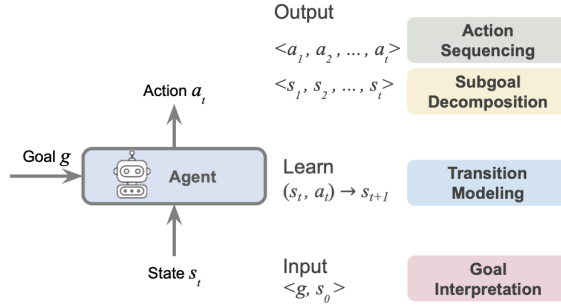 Output
<a₁, a₂, ..., aₜ>
Action
Sequencing
<s₁, s₂, ..., sₜ>
Subgoal
Decomposition
Action aₜ
Goal g
Agent
Learn
(sₜ, aₜ) → sₜ₊₁
Transition
Modeling
State sₜ
Input
<g, s₀>
Goal
Interpretation